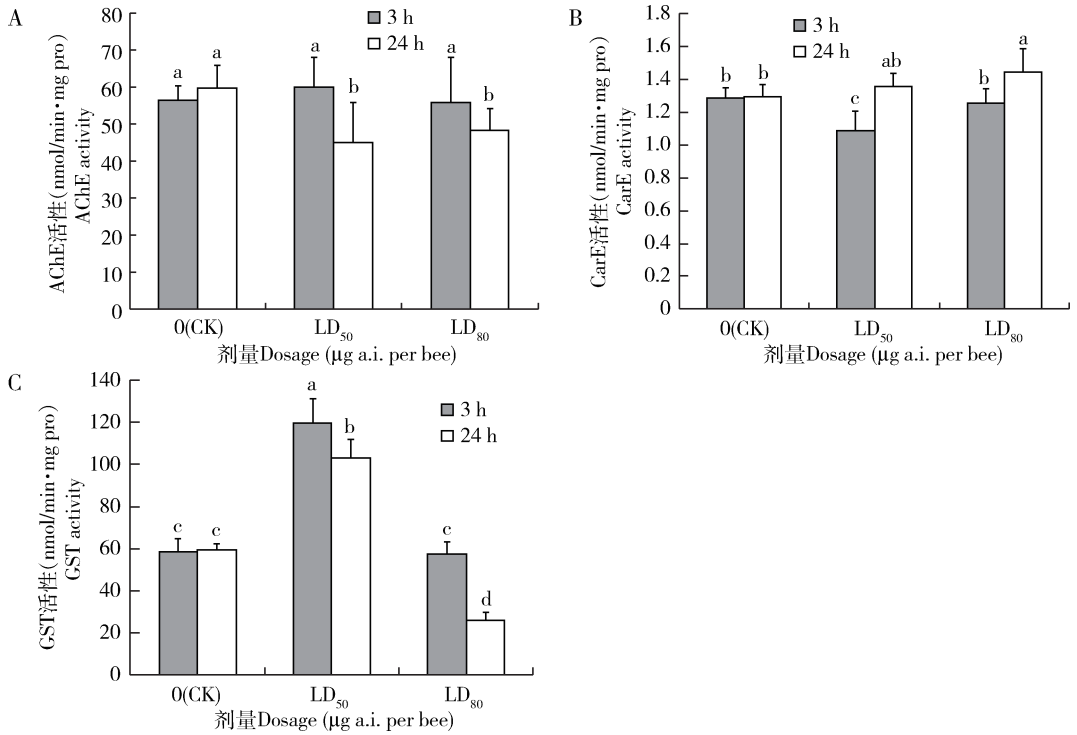 A
AChE活性(nmol/min·mg pro)
AChE activity
80
70
60
50
40
30
20
10
0
3 h
24 h
a
a
a
b
a
b
0(CK)
LD50
LD80
剂量Dosage (μg a.i. per bee)
B
CarE活性(nmol/min·mg pro)
CarE activity
1.8
1.6
1.4
1.2
1.0
0.8
0.6
0.4
0.2
0
3 h
24 h
b
b
c
ab
b
a
0(CK)
LD50
LD80
剂量Dosage (μg a.i. per bee)
C
GST活性(nmol/min·mg pro)
GST activity
140
120
100
80
60
40
20
0
3 h
24 h
c
c
a
b
c
d
0(CK)
LD50
LD80
剂量Dosage (μg a.i. per bee)